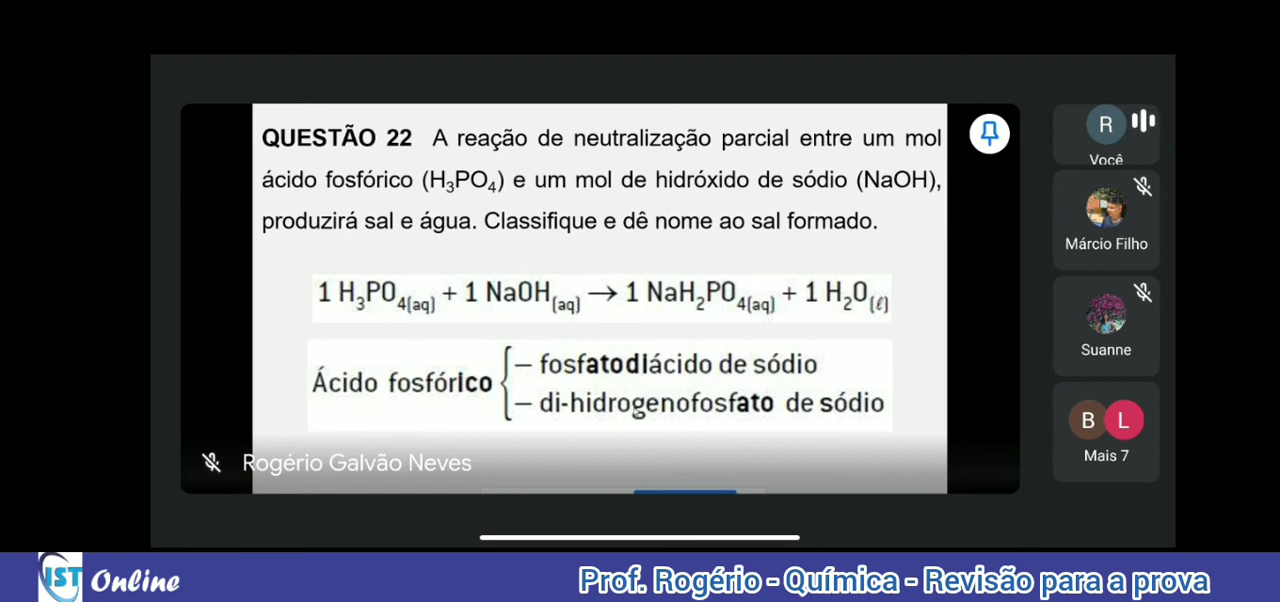 QUESTÃO 22 A reação de neutralização parcial entre um mol
ácido fosfórico (H₃PO₄) e um mol de hidróxido de sódio (NaOH),
produzirá sal e água. Classifique e dê nome ao sal formado.
1 H₃PO₄(aq) + 1 NaOH(aq) → 1 NaH₂PO₄(aq) + 1 H₂O(ℓ)
Ácido fosfórico { – fosfatodiácido de sódio
– di-hidrogenofosfato de sódio
Rogério Galvão Neves
R
Você
Márcio Filho
Suanne
B L
Mais 7
IST Online
Prof. Rogério - Química - Revisão para a prova